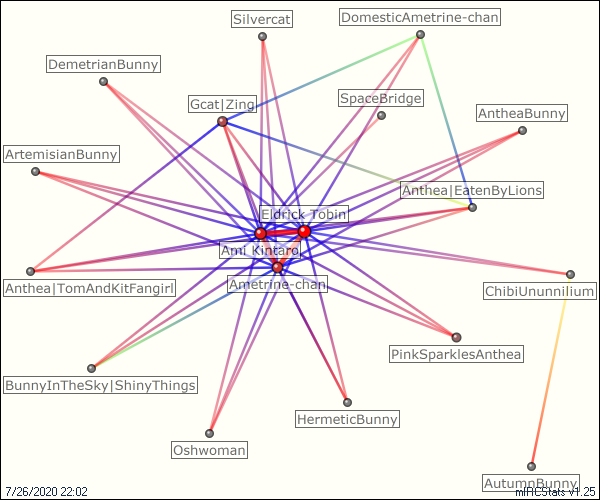 Silvercat
DomesticAmetrine-chan
DemetrianBunny
Gcat|Zing
SpaceBridge
AntheaBunny
ArtemisianBunny
Anthea|EatenByLions
Eldrick Tobin
Ami Kintaro
Anthea|TomAndKitFangirl
Ametrine-chan
ChibiUnunnilium
PinkSparklesAnthea
BunnyInTheSky|ShinyThings
HermeticBunny
Oshwoman
AutumnBunny
7/26/2020 22:02
mIRCStats v1.25